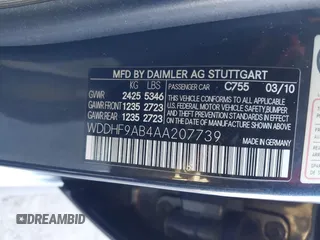 MFD BY DAIMLER AG STUTTGART
KG LBS PASSENGER CAR C755 03/10
GVWR 2425 5346
GAWR FRONT 1235 2723
GAWR REAR 1235 2723
THIS VEHICLE CONFORMS TO ALL
APPLICABLE U.S. FEDERAL MOTOR
VEHICLE SAFETY, BUMPER
AND THEFT PREVENTION STANDARDS
IN EFFECT ON THE DATE OF
MANUFACTURE SHOWN ABOVE
WDDHF9AB4AA207739
MADE IN GERMANY
DREAMBID.COM